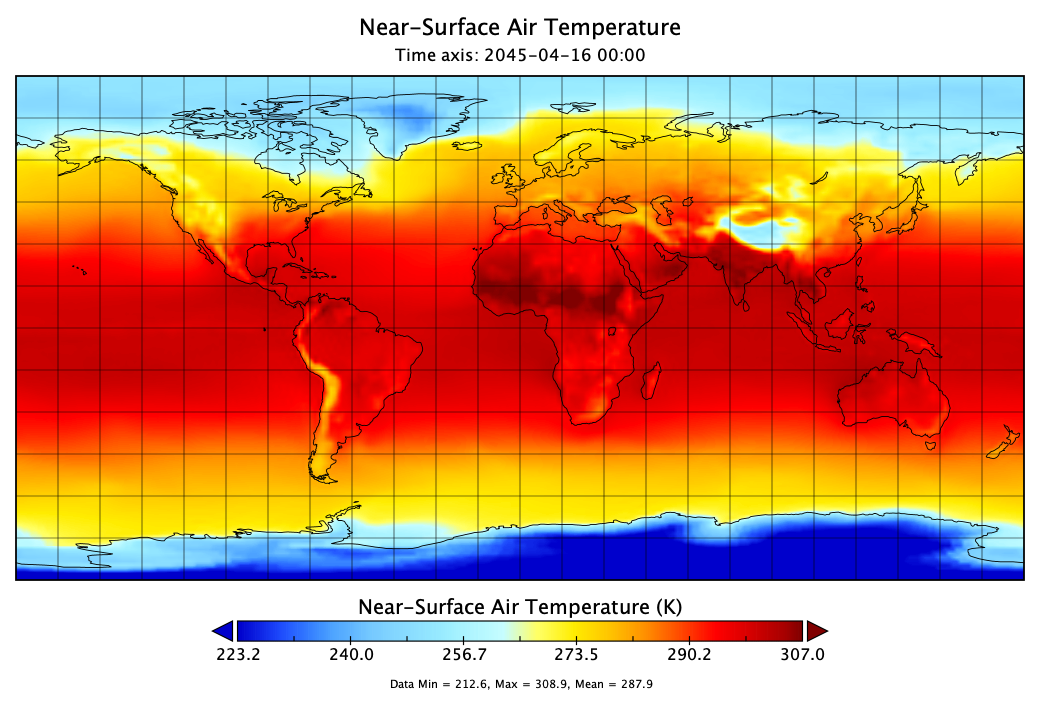 Near-Surface Air Temperature
Time axis: 2045-04-16 00:00
Near-Surface Air Temperature (K)
223.2 240.0 256.7 273.5 290.2 307.0
Data Min = 212.6, Max = 308.9, Mean = 287.9